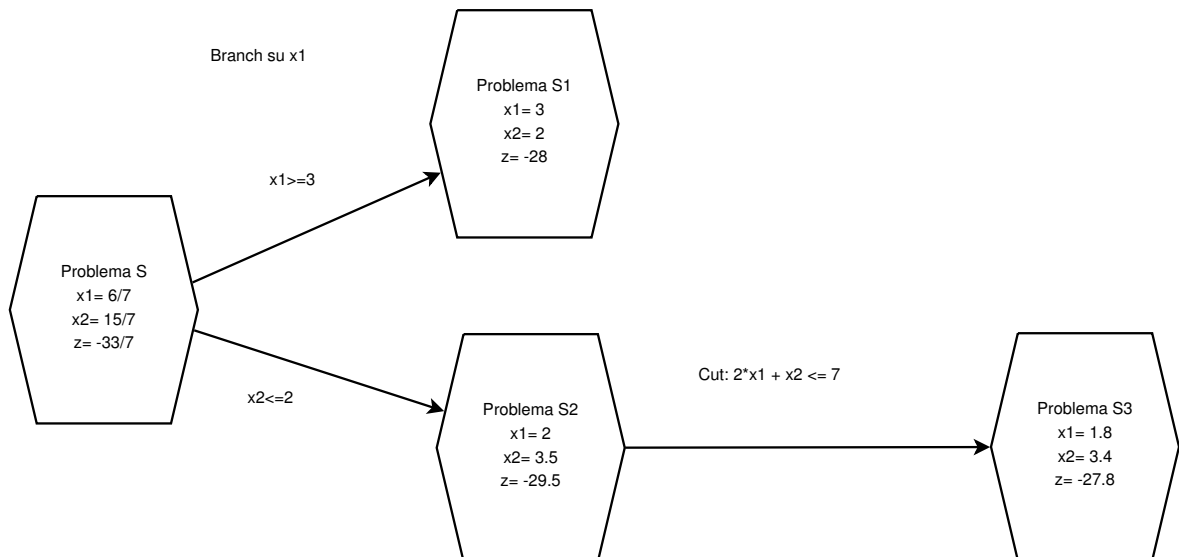 Branch su x1
Problema S1
x1= 3
x2= 2
z= -28
x1>=3
Problema S
x1= 6/7
x2= 15/7
z= -33/7
x2<=2
Problema S2
x1= 2
x2= 3.5
z= -29.5
Cut: 2*x1 + x2 <= 7
Problema S3
x1= 1.8
x2= 3.4
z= -27.8